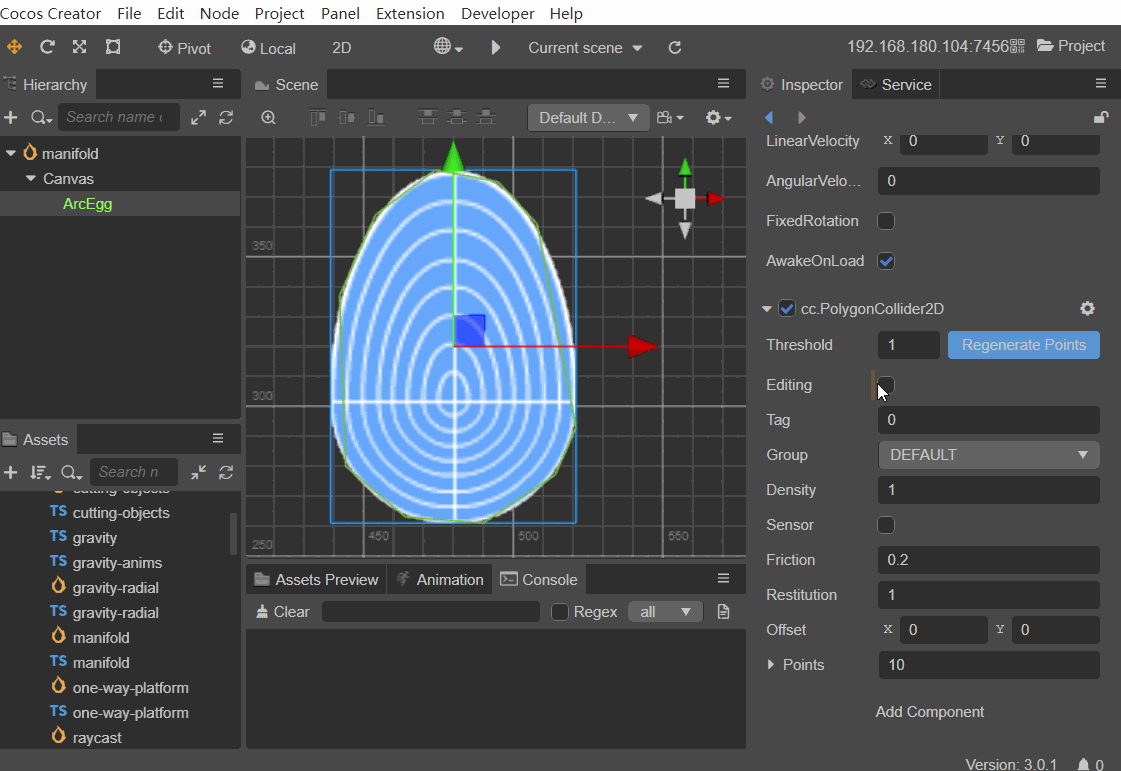 Cocos Creator File Edit Node Project Panel Extension Developer Help
Pivot Local 2D Current scene 192.168.180.104:7456 Project
Hierarchy Scene Inspector Service
Search name Default D...
manifold
Canvas
ArcEgg
350
300
250
450 500 550
LinearVelocity X 0 Y 0
AngularVelo... 0
FixedRotation
AwakeOnLoad
cc.PolygonCollider2D
Threshold 1 Regenerate Points
Editing
Tag 0
Group DEFAULT
Density 1
Sensor
Friction 0.2
Restitution 1
Offset X 0 Y 0
Points 10
Add Component
Assets
Search n
cutting-objects
TS cutting-objects
TS gravity
TS gravity-anims
gravity-radial
TS gravity-radial
manifold
TS manifold
one-way-platform
TS one-way-platform
raycast
Assets Preview Animation Console
Clear Regex all
Version: 3.0.1 0